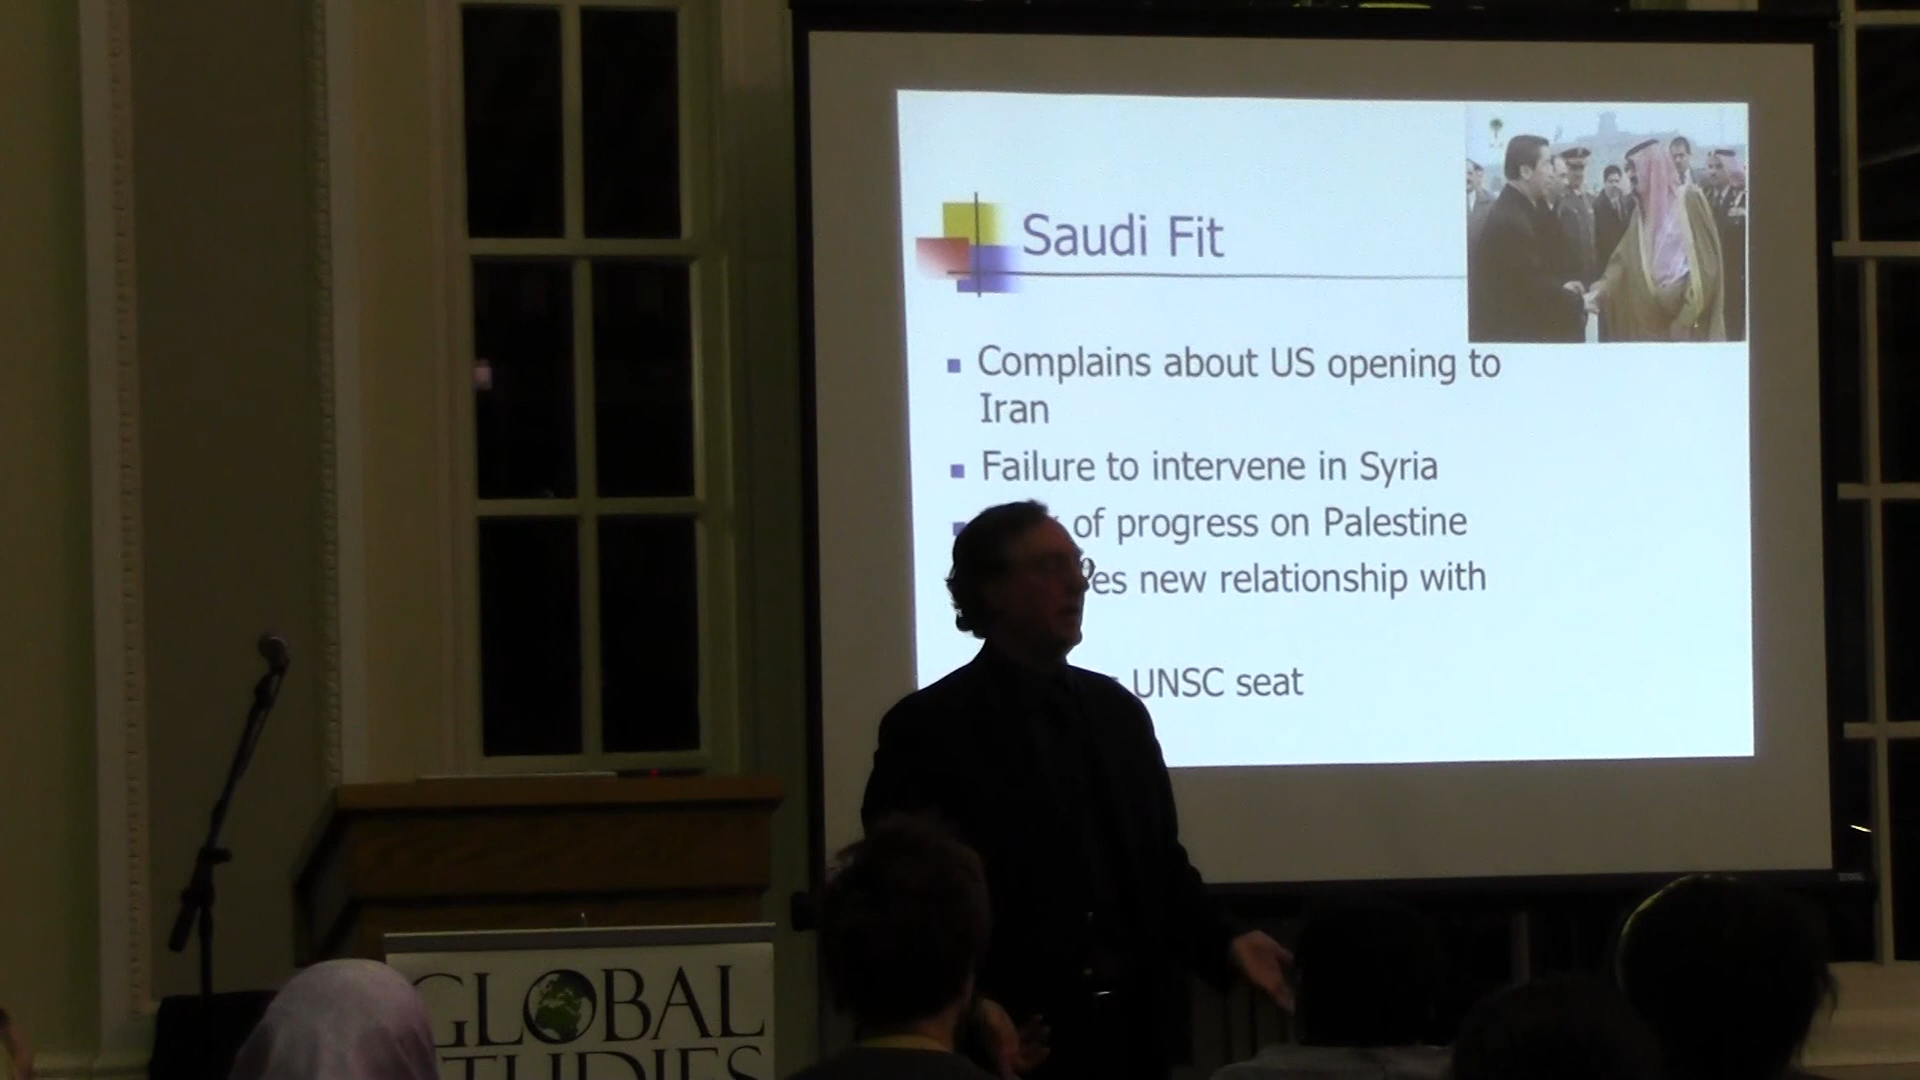 Saudi Fit
Complains about US opening to
Iran
Failure to intervene in Syria
of progress on Palestine
new relationship with
UNSC seat
GLOBAL
STUDIES